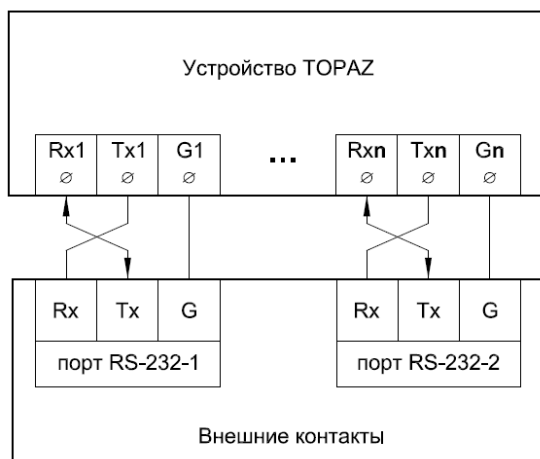 Устройство TOPAZ
Rx1 Tx1 G1 ... Rxn Txn Gn
⌀ ⌀ ⌀ ⌀ ⌀ ⌀
Rx Tx G Rx Tx G
порт RS-232-1 порт RS-232-2
Внешние контакты